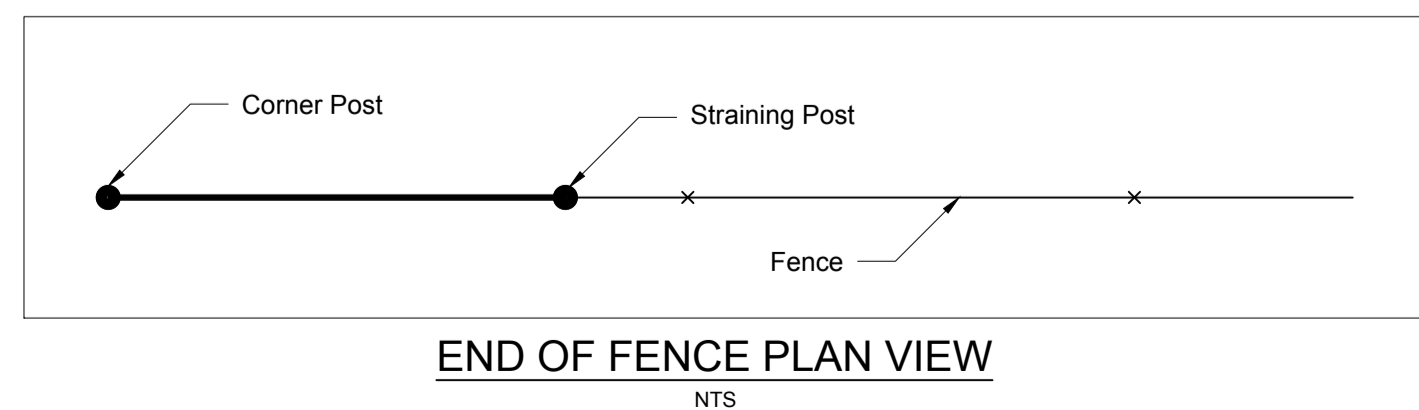 Corner Post
Straining Post
Fence
END OF FENCE PLAN VIEW
NTS